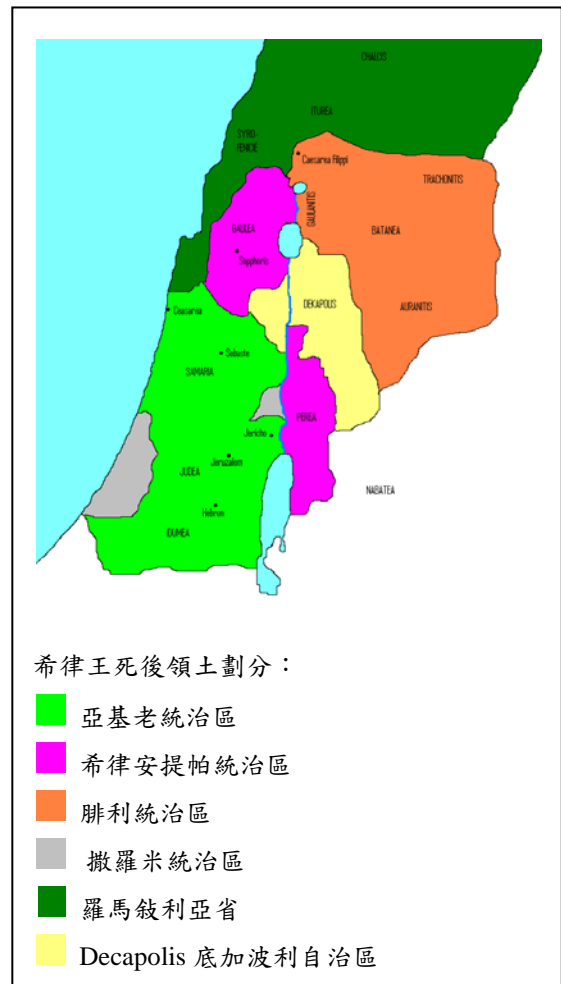 CHALCIS
ITUREA
SYRO-
FENICIË
Caesarea Filippi
TRACHONITIS
GAULANITIS
GALILEA
BATANEA
Sepphoris
DEKAPOLIS
AURANITIS
Ceasarea
Sebaste
SAMARIA
PEREA
Jericho
JUDEA
Jeruzalem
NABATEA
Hebron
IDUMEA
希律王死後領土劃分：
亞基老統治區
希律安提帕統治區
腓利統治區
撒羅米統治區
羅馬敍利亞省
Decapolis 底加波利自治區